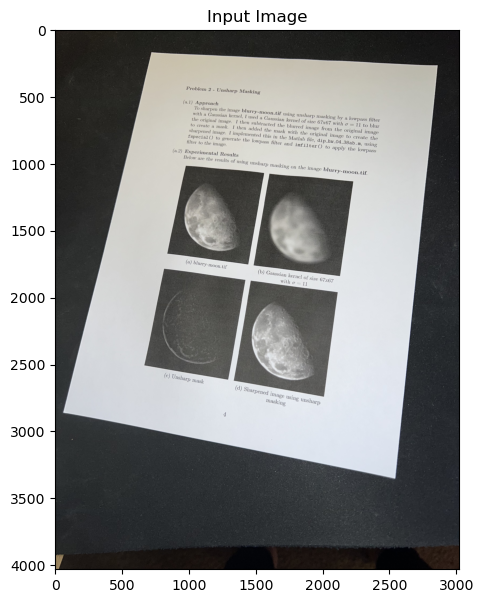 Input Image
0
500
1000
1500
2000
2500
3000
3500
4000
0 500 1000 1500 2000 2500 3000
Problem 2 - Unsharp Masking
(a.1) Approach
To sharpen the image blurry-moon.tif using unsharp masking by a lowpass filter
with a Gaussian kernel. I used a Gaussian kernel of size 67x67 with σ = 11 to blur
the original image. I then subtracted the blurred image from the original image
to create a mask. I then added the mask with the original image to create the
sharpened image. I implemented this in the Matlab file, using
fspecial() to generate the lowpass filter and imfilter() to apply the lowpass
filter to the image.
(a.2) Experimental Results
Below are the results of using unsharp masking on the image blurry-moon.tif
(a) blurry-moon.tif
(b) Gaussian kernel of size 67x67
with σ = 11
(c) Unsharp mask
(d) Sharpened image using unsharp
masking
4